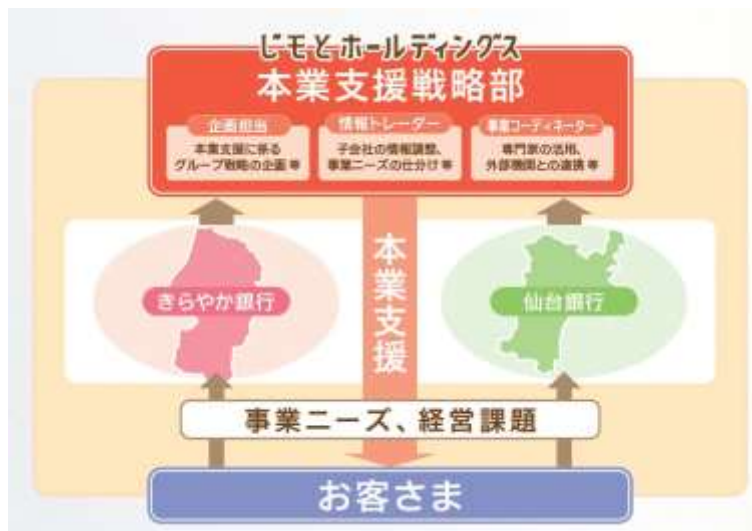 じモとホールディングス
本業支援戦略部
企画担当
本業支援に係る
グループ戦略の企画 等
情報トレーダー
子会社の情報調整、
事業ニーズの仕分け 等
事業コーディネーター
専門家の活用、
外部機関との連携 等
きらやか銀行
本業支援
仙台銀行
事業ニーズ、経営課題
お客さま